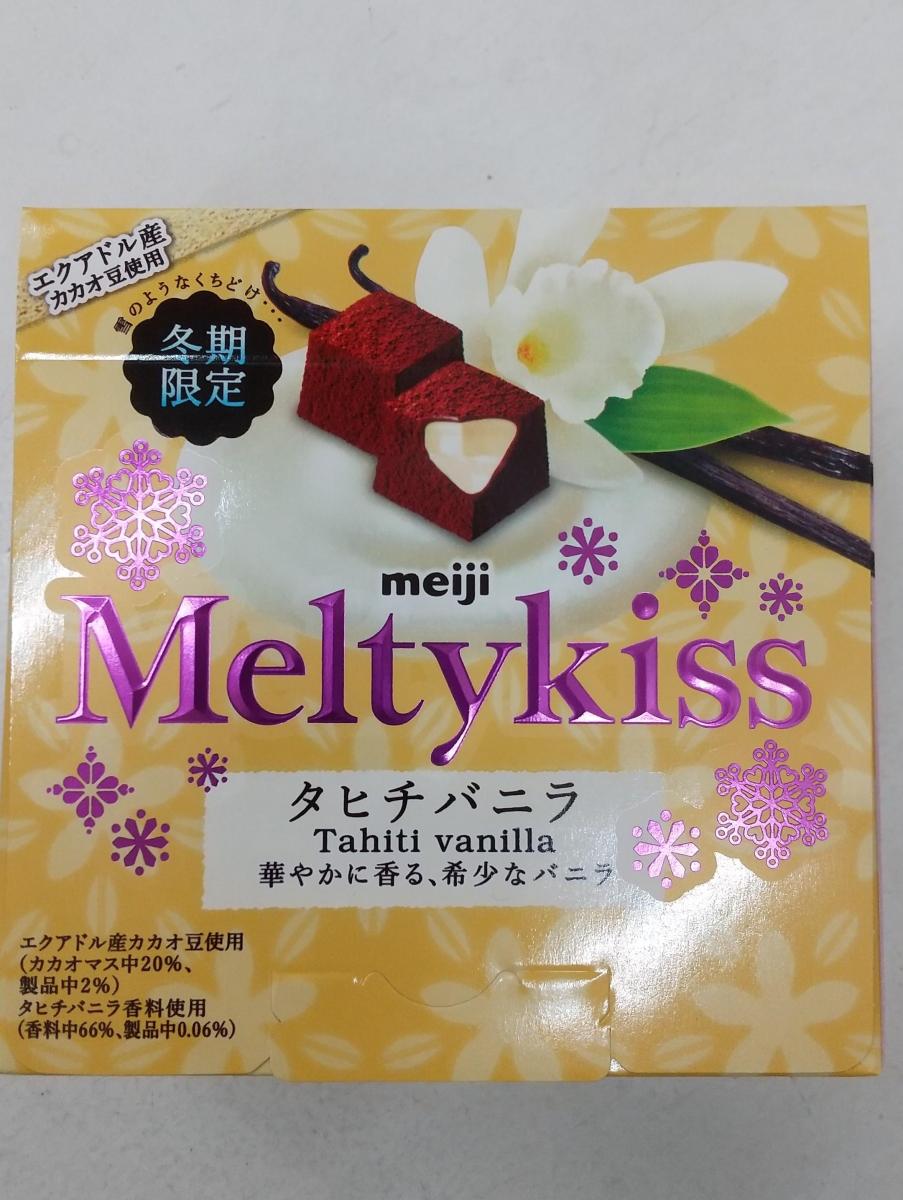 エクアドル産
カカオ豆使用
雪のようなくちどけ…
冬期
限定
meiji
Meltykiss
タヒチバニラ
Tahiti vanilla
華やかに香る、希少なバニラ
エクアドル産カカオ豆使用
(カカオマス中20%、
製品中2%)
タヒチバニラ香料使用
(香料中66%、製品中0.06%)